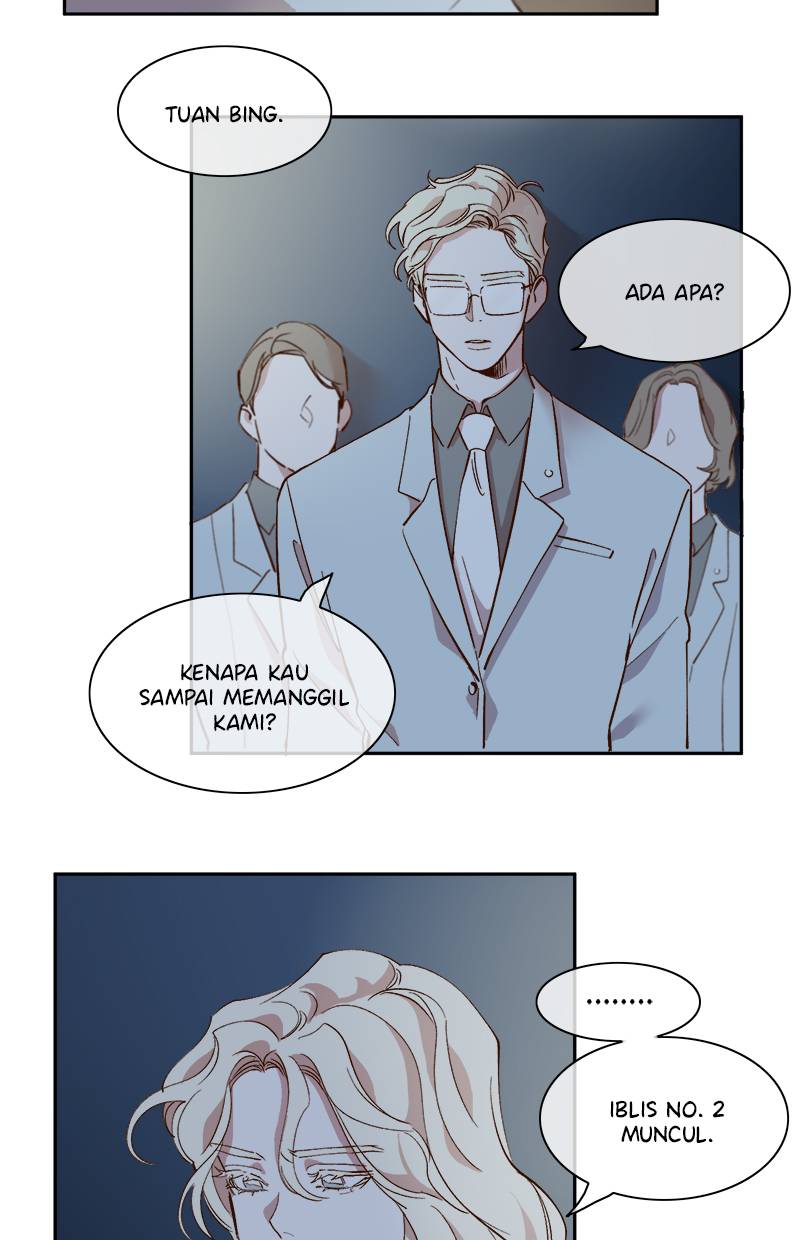 TUAN BING.
ADA APA?
KENAPA KAU
SAMPAI MEMANGGIL
KAMI?
........
IBLIS NO. 2
MUNCUL.